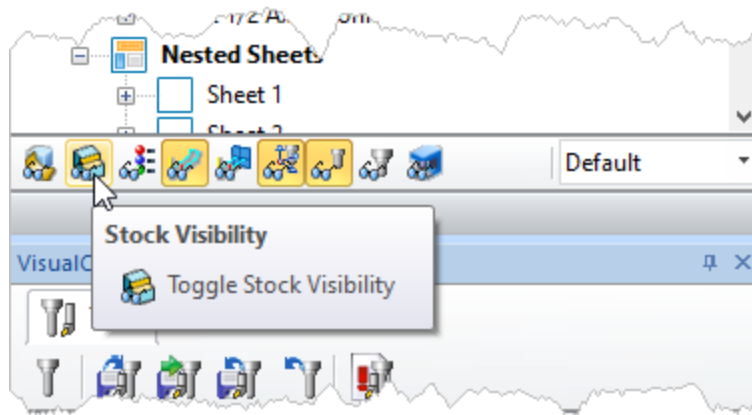 Nested Sheets
Sheet 1
Default
Stock Visibility
Toggle Stock Visibility